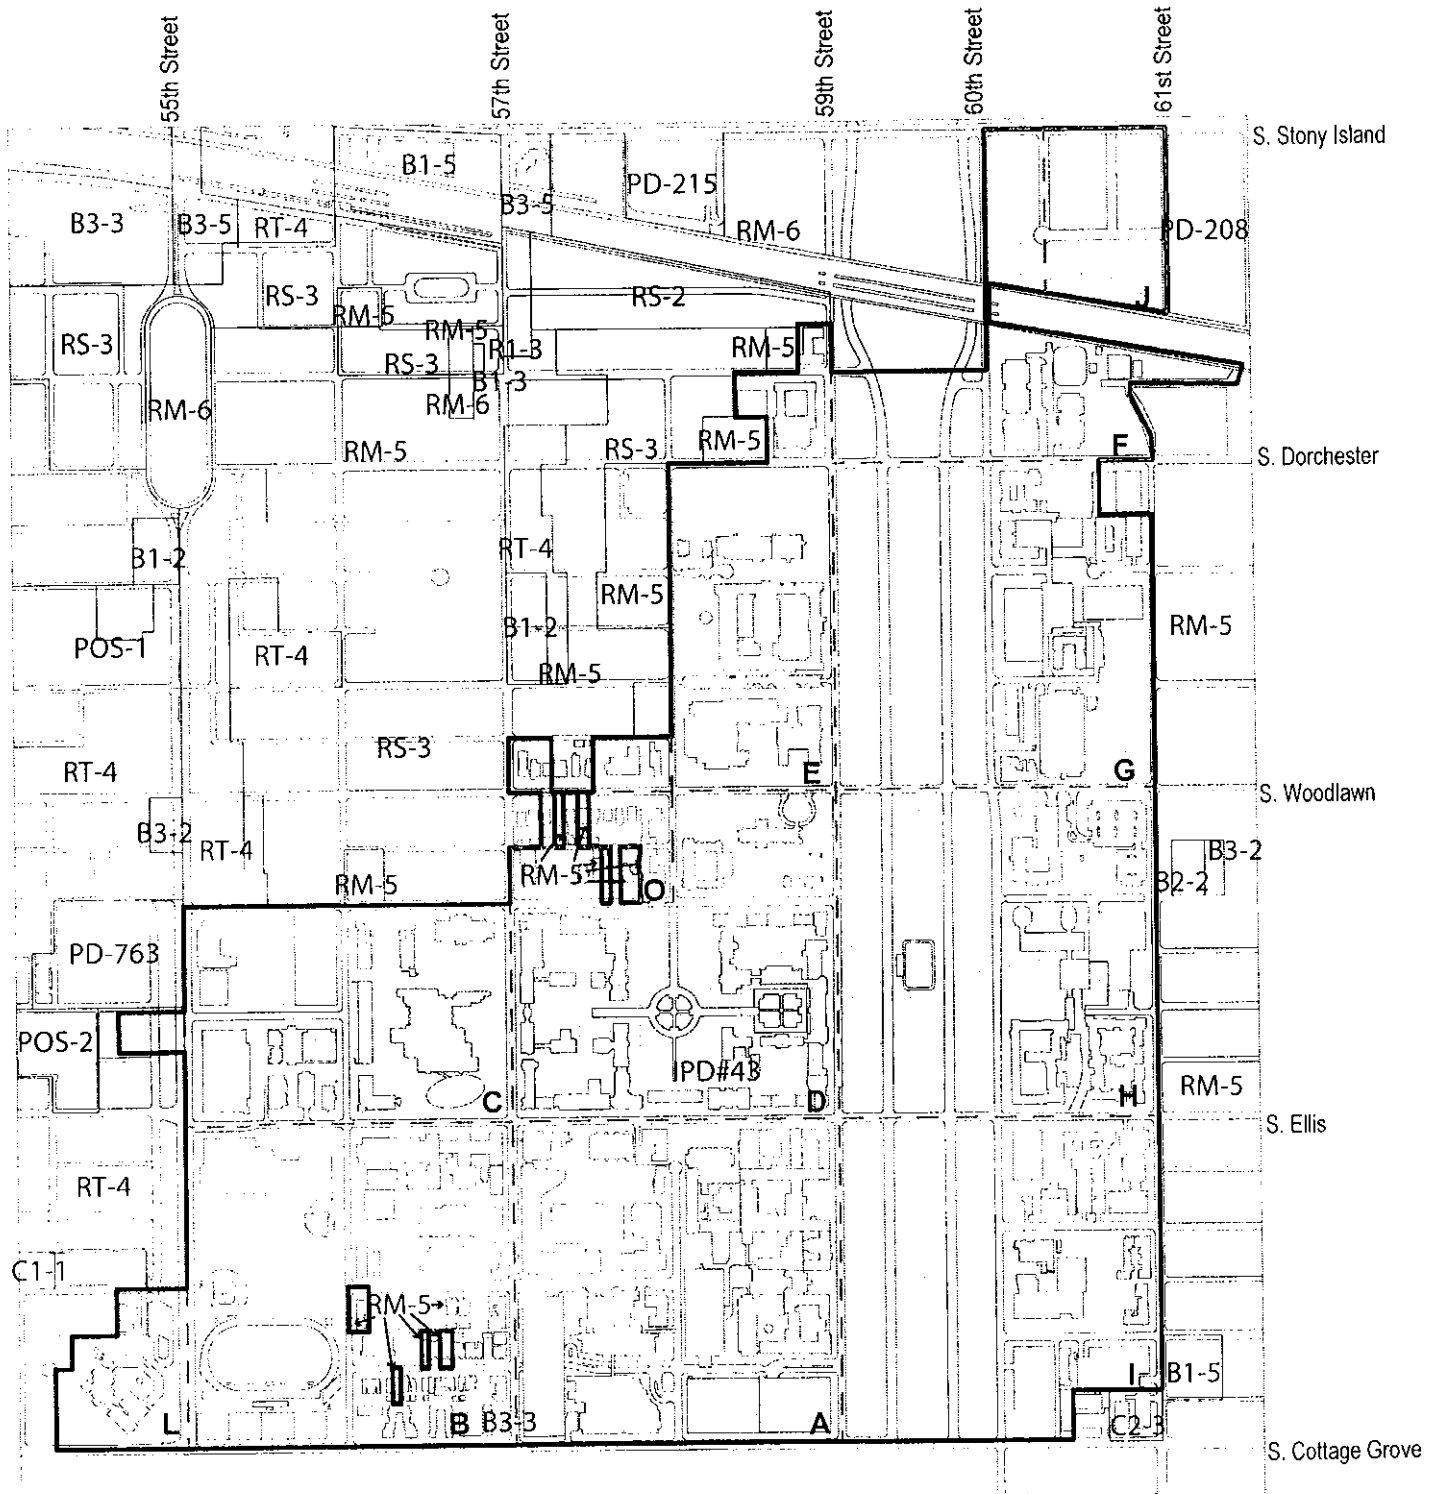 55th Street
57th Street
59th Street
60th Street
61st Street
S. Stony Island
B1-5
PD-215
B3-5
B3-3
B3-5
RT-4
RM-6
PD-208
RS-3
RS-2
J
RM-5
RM-5
RS-3
RS-3
R1-3
RM-5
B1-3
RM-6
RM-6
RM-5
RS-3
RM-5
F
S. Dorchester
B1-2
RT-4
RM-5
B1-2
RM-5
POS-1
RT-4
RM-5
RS-3
RT-4
E
G
S. Woodlawn
B3-2
RT-4
B3-2
RM-5
RM-5
O
B2-2
PD-763
POS-2
IPD#43
C
D
H
RM-5
S. Ellis
RT-4
C1-1
RM-5
I
B1-5
L
B
B3-3
A
C2-3
S. Cottage Grove